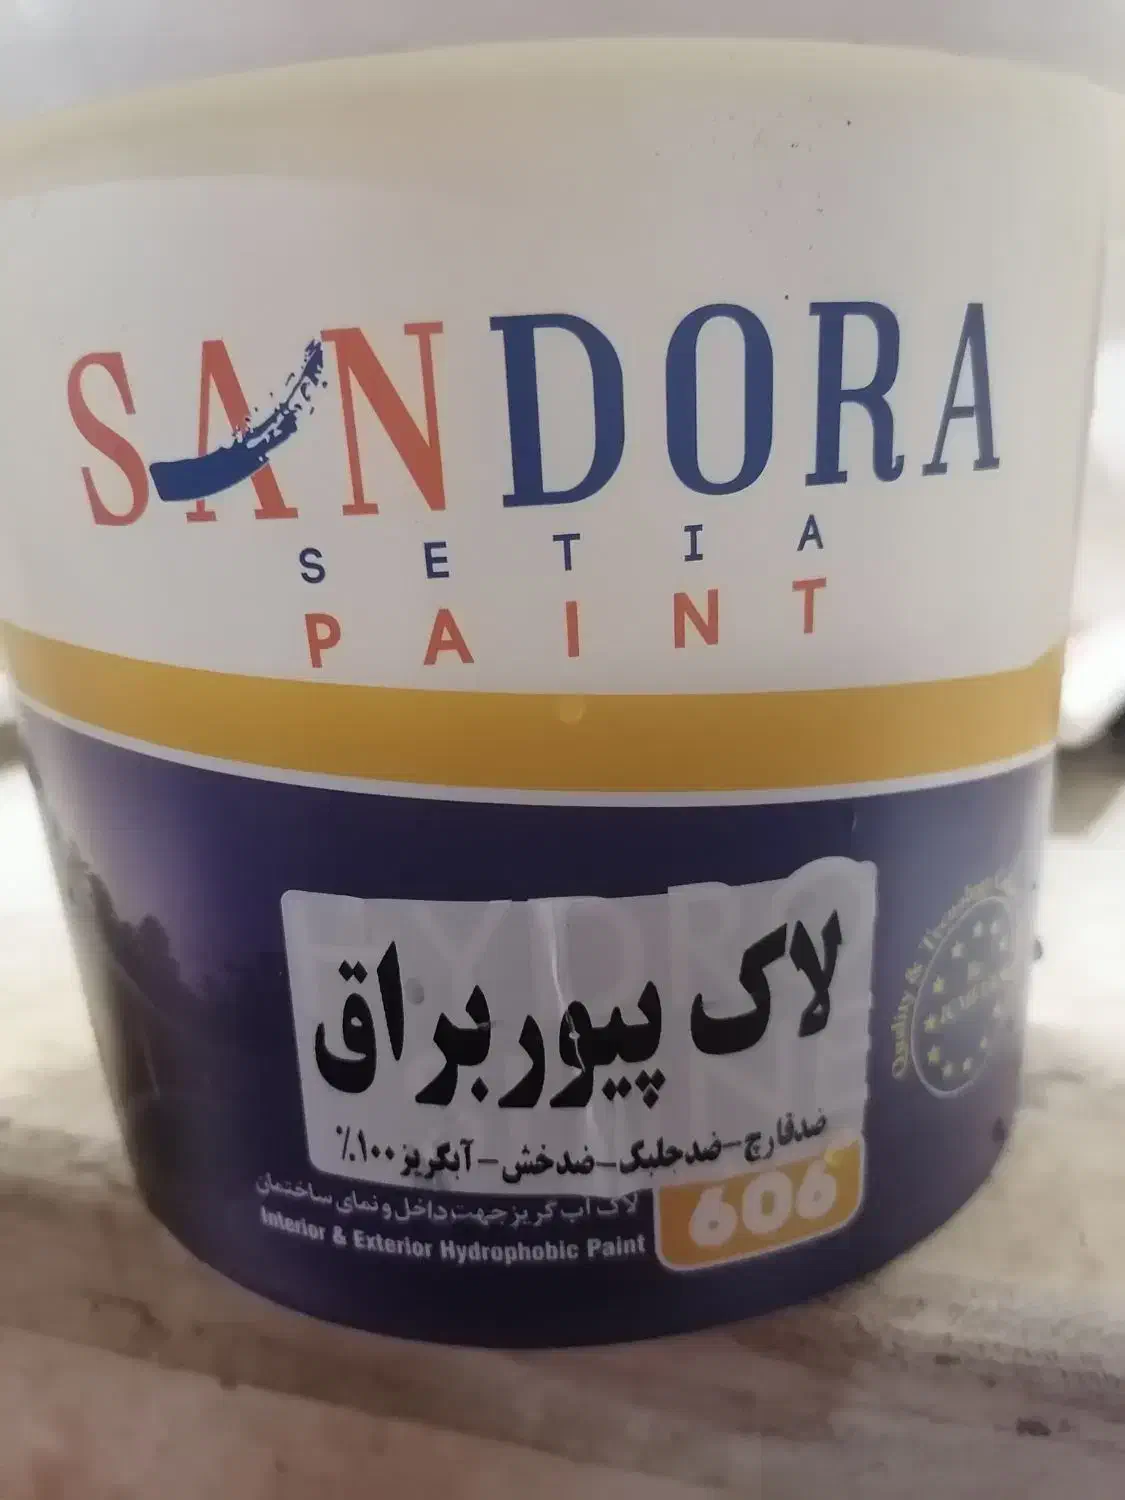 SANDORA
SETIA
PAINT
لاک پیور براق
ضدقارچ-ضدجلبک-ضدخش-آبگریز ۱۰۰٪
لاک آب گریز جهت داخل و نمای ساختمان
Interior & Exterior Hydrophobic Paint
606
Quality &